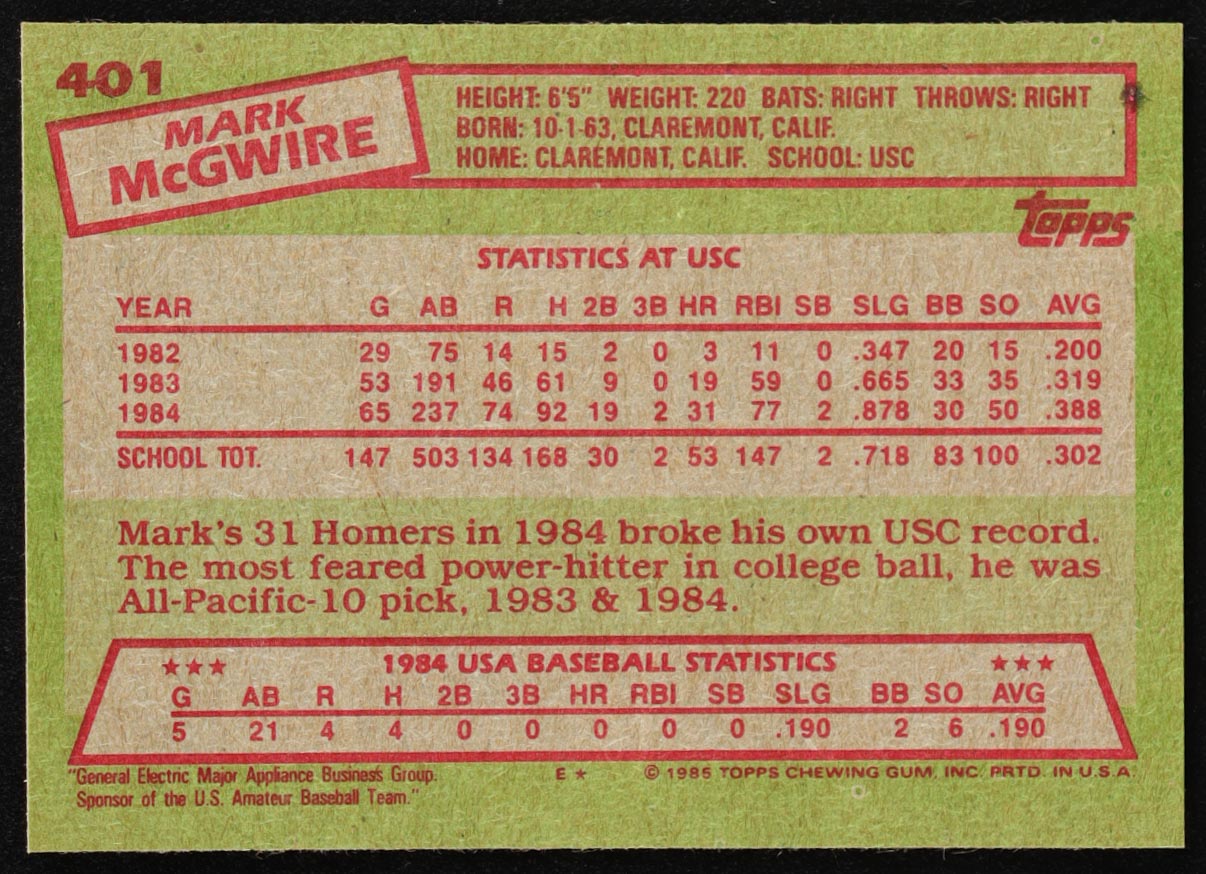 401
MARK
McGWIRE
HEIGHT: 6'5" WEIGHT: 220 BATS: RIGHT THROWS: RIGHT
BORN: 10-1-63, CLAREMONT, CALIF.
HOME: CLAREMONT, CALIF. SCHOOL: USC
topps
STATISTICS AT USC
YEAR G AB R H 2B 3B HR RBI SB SLG BB SO AVG
1982 29 75 14 15 2 0 3 11 0 .347 20 15 .200
1983 53 191 46 61 9 0 19 59 0 .665 33 35 .319
1984 65 237 74 92 19 2 31 77 2 .878 30 50 .388
SCHOOL TOT. 147 503 134 168 30 2 53 147 2 .718 83 100 .302
Mark's 31 Homers in 1984 broke his own USC record.
The most feared power-hitter in college ball, he was
All-Pacific-10 pick, 1983 & 1984.
★★★ 1984 USA BASEBALL STATISTICS ★★★
G AB R H 2B 3B HR RBI SB SLG BB SO AVG
5 21 4 4 0 0 0 0 0 .190 2 6 .190
"General Electric Major Appliance Business Group. E ★ © 1985 TOPPS CHEWING GUM, INC. PRTD. IN U.S.A.
Sponsor of the U.S. Amateur Baseball Team."